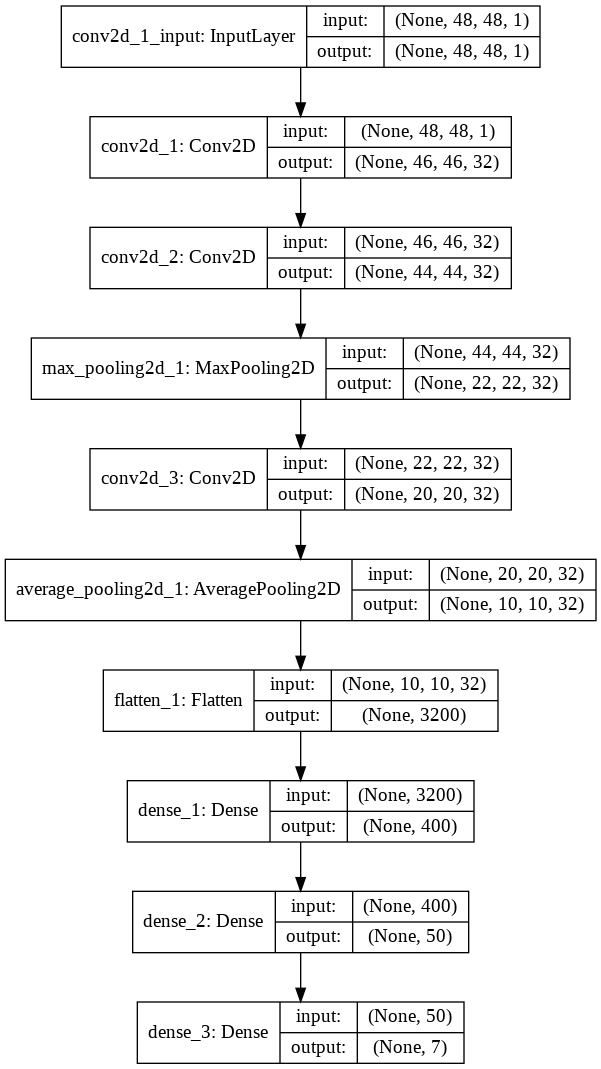 conv2d_1_input: InputLayer
input: (None, 48, 48, 1)
output: (None, 48, 48, 1)
conv2d_1: Conv2D
input: (None, 48, 48, 1)
output: (None, 46, 46, 32)
conv2d_2: Conv2D
input: (None, 46, 46, 32)
output: (None, 44, 44, 32)
max_pooling2d_1: MaxPooling2D
input: (None, 44, 44, 32)
output: (None, 22, 22, 32)
conv2d_3: Conv2D
input: (None, 22, 22, 32)
output: (None, 20, 20, 32)
average_pooling2d_1: AveragePooling2D
input: (None, 20, 20, 32)
output: (None, 10, 10, 32)
flatten_1: Flatten
input: (None, 10, 10, 32)
output: (None, 3200)
dense_1: Dense
input: (None, 3200)
output: (None, 400)
dense_2: Dense
input: (None, 400)
output: (None, 50)
dense_3: Dense
input: (None, 50)
output: (None, 7)